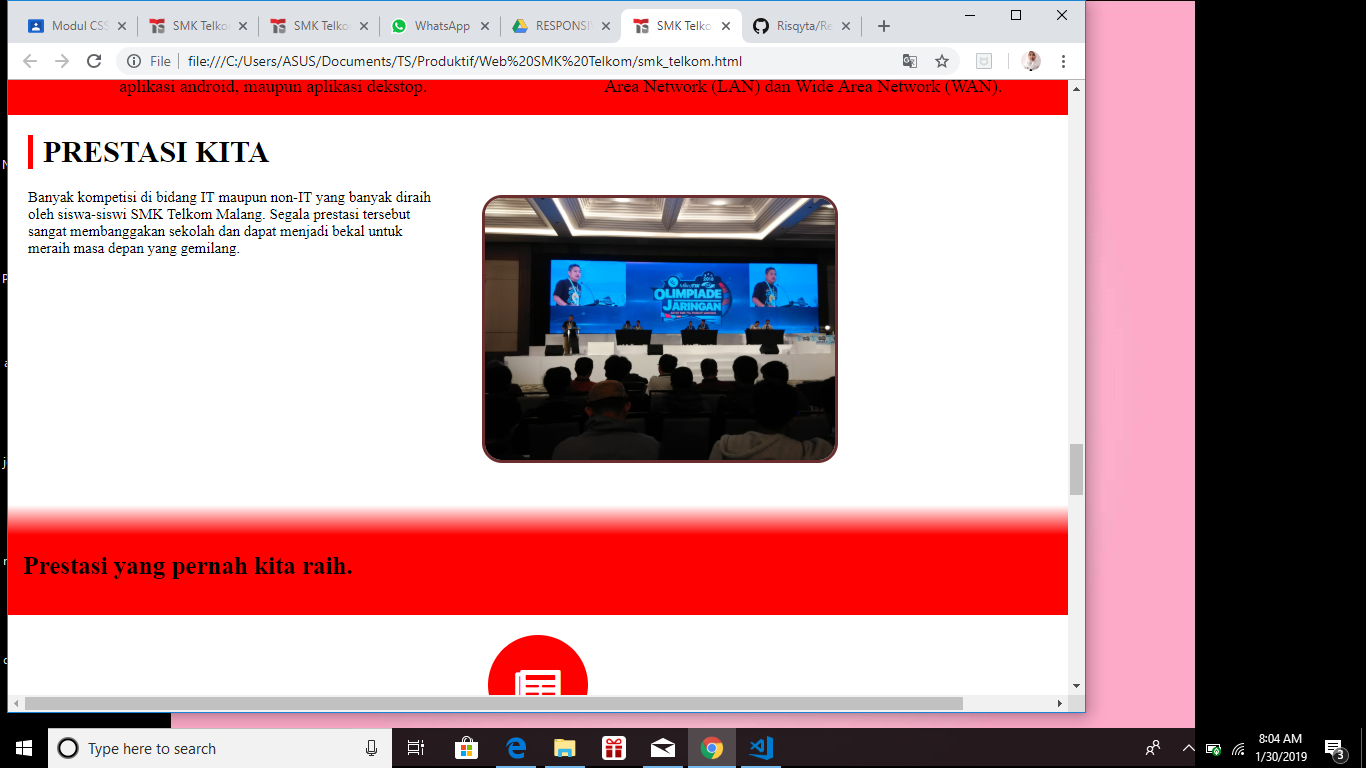 Modul CSS
SMK Telko
SMK Telko
WhatsApp
RESPONSI
SMK Telko
Risqyta/Re
File
file:///C:/Users/ASUS/Documents/TS/Produktif/Web%20SMK%20Telkom/smk_telkom.html
aplikasi android, maupun aplikasi dekstop.
Area Network (LAN) dan Wide Area Network (WAN).
PRESTASI KITA
Banyak kompetisi di bidang IT maupun non-IT yang banyak diraih
oleh siswa-siswi SMK Telkom Malang. Segala prestasi tersebut
sangat membanggakan sekolah dan dapat menjadi bekal untuk
meraih masa depan yang gemilang.
2018
OLIMPIADE
JARINGAN
Prestasi yang pernah kita raih.
Type here to search
8:04 AM
1/30/2019
3